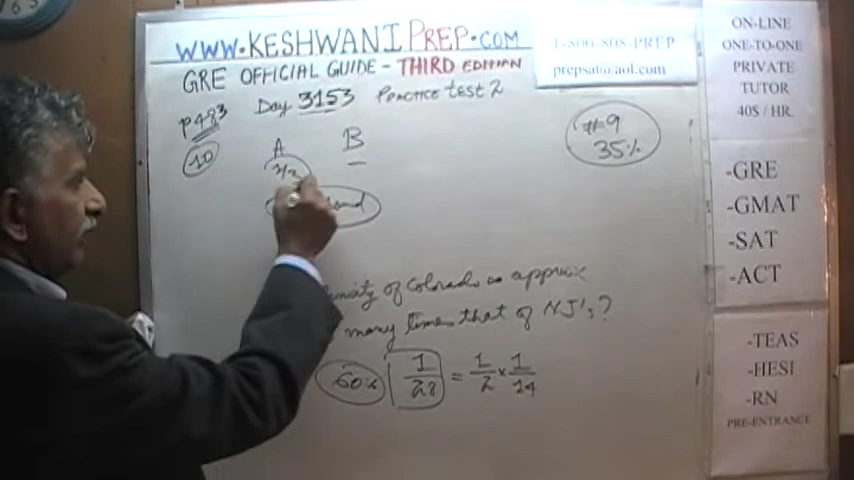 WWW.KESHWANIPREP.COM
GRE OFFICIAL GUIDE - THIRD EDITION
Day 3153 Practice test 2
p483
10
A B
#9
35%
of Colorado is approx
many times that of NJ's?
60% 1/28 = 1/2 × 1/14
1-800-808-PREP
prepsat@aol.com
ON-LINE
ONE-TO-ONE
PRIVATE
TUTOR
40$ / HR.
-GRE
-GMAT
-SAT
-ACT
-TEAS
-HESI
-RN
PRE-ENTRANCE